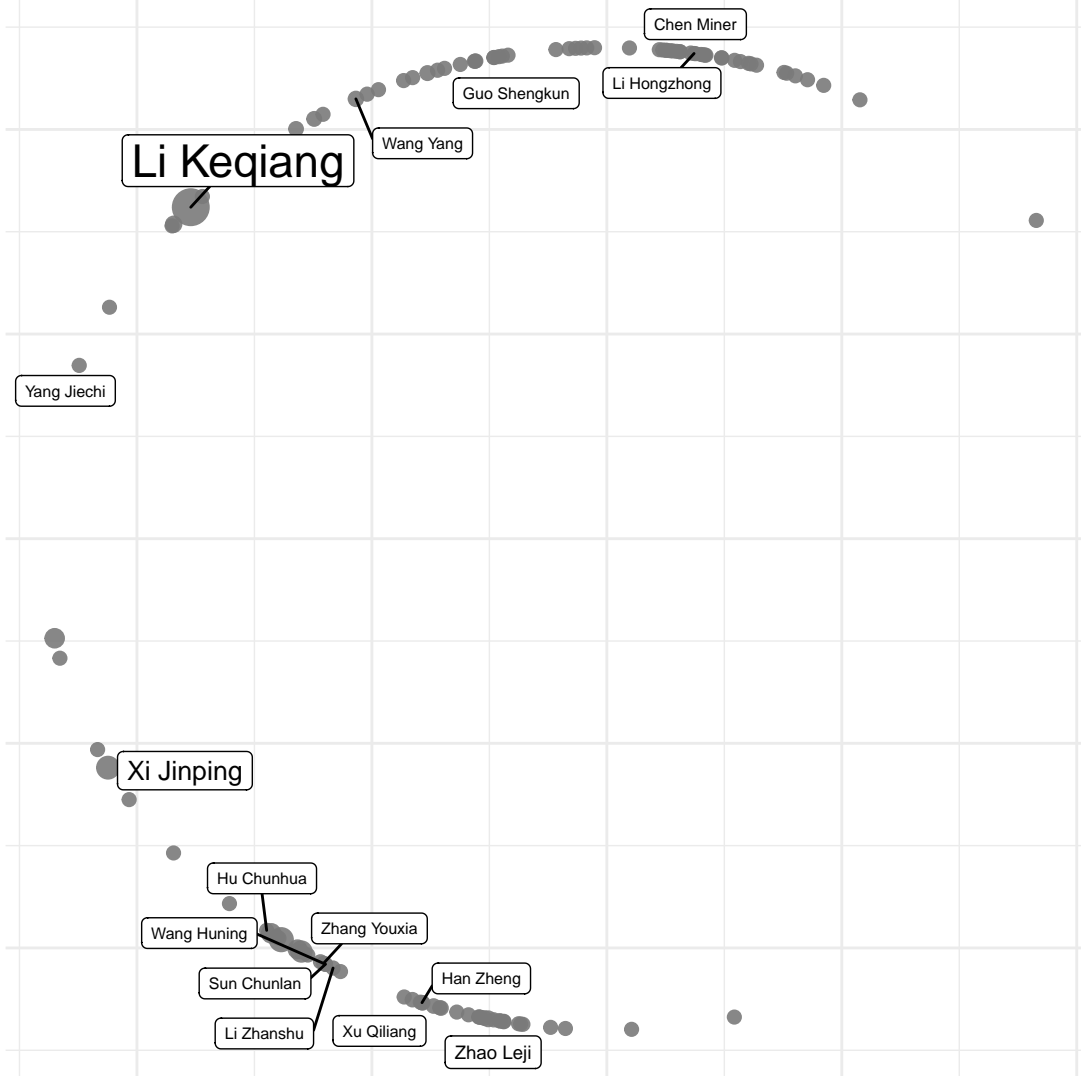 Chen Miner
Li Hongzhong
Guo Shengkun
Wang Yang
Li Keqiang
Yang Jiechi
Xi Jinping
Hu Chunhua
Wang Huning
Zhang Youxia
Sun Chunlan
Han Zheng
Li Zhanshu
Xu Qiliang
Zhao Leji